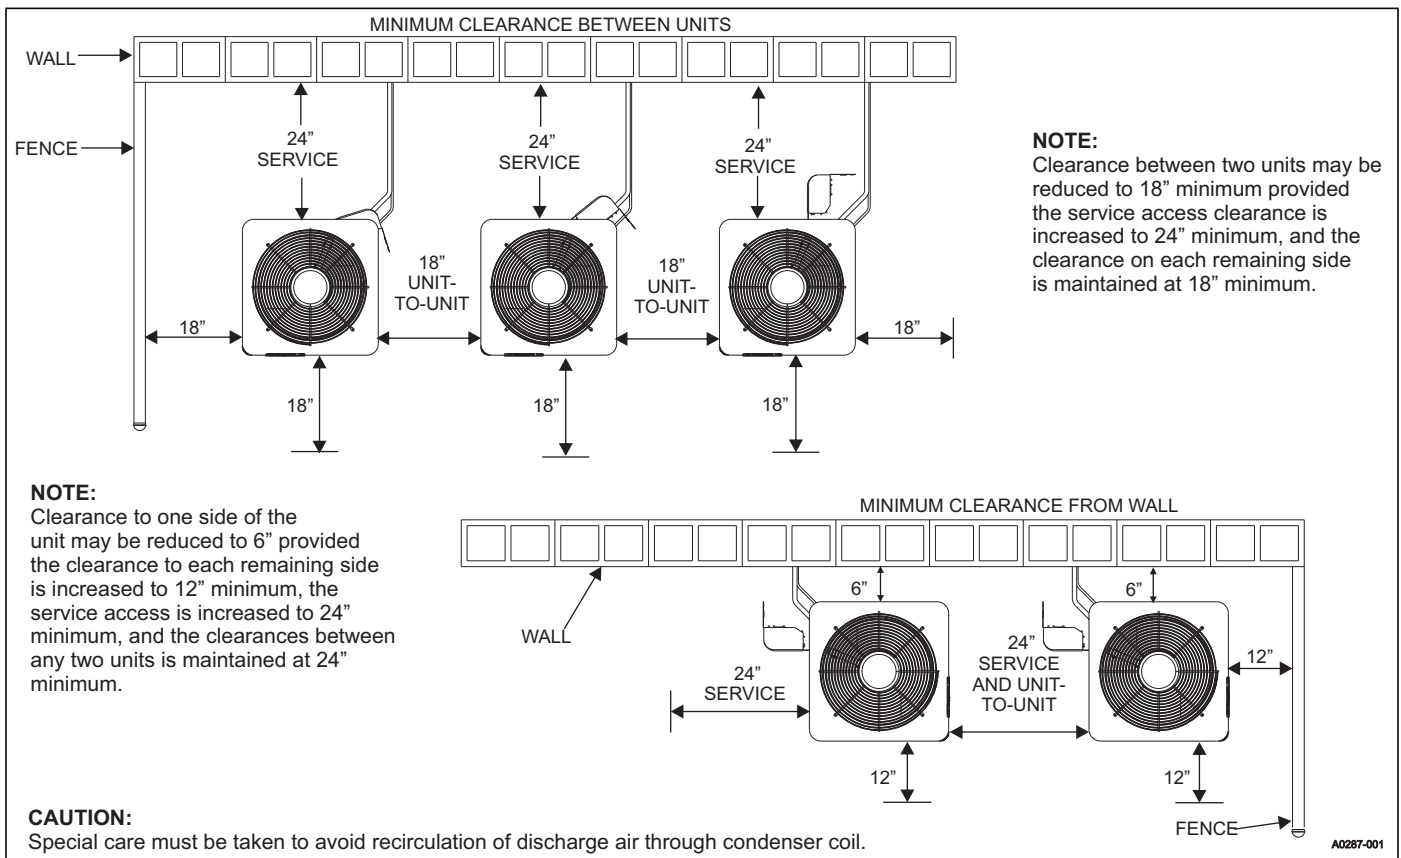 MINIMUM CLEARANCE BETWEEN UNITS
WALL
FENCE
24”
SERVICE
24”
SERVICE
24”
SERVICE
18”
UNIT-
TO-UNIT
18”
UNIT-
TO-UNIT
18”
18”
18”
18”
18”
NOTE:
Clearance between two units may be
reduced to 18” minimum provided
the service access clearance is
increased to 24” minimum, and the
clearance on each remaining side
is maintained at 18” minimum.
NOTE:
Clearance to one side of the
unit may be reduced to 6” provided
the clearance to each remaining side
is increased to 12” minimum, the
service access is increased to 24”
minimum, and the clearances between
any two units is maintained at 24”
minimum.
MINIMUM CLEARANCE FROM WALL
WALL
6”
6”
24”
SERVICE
24”
SERVICE
AND UNIT-
TO-UNIT
12”
12”
12”
FENCE
CAUTION:
Special care must be taken to avoid recirculation of discharge air through condenser coil.
A0287-001